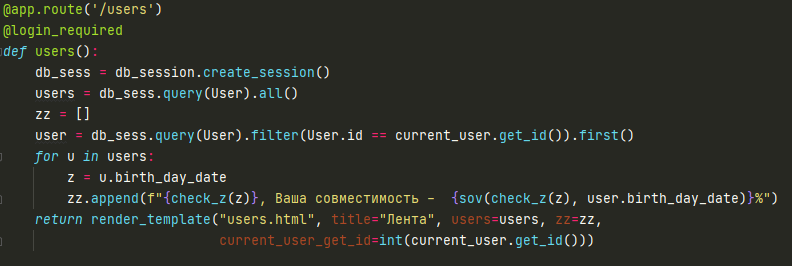 @app.route('/users')
@login_required
def users():
    db_sess = db_session.create_session()
    users = db_sess.query(User).all()
    zz = []
    user = db_sess.query(User).filter(User.id == current_user.get_id()).first()
    for u in users:
        z = u.birth_day_date
        zz.append(f"{check_z(z)}, Ваша совместимость -  {sov(check_z(z), user.birth_day_date)}%")
    return render_template("users.html", title="Лента", users=users, zz=zz,
                           current_user_get_id=int(current_user.get_id()))